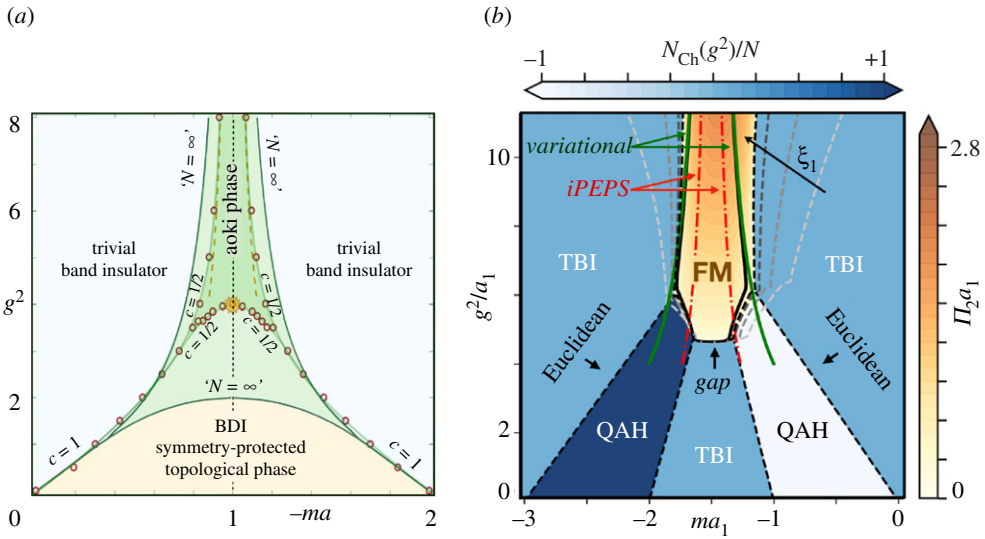 (a)
8
6
g²
2
0
1
–ma
2
'N = ∞'
aoki phase
'N = ∞'
trivial
band insulator
trivial
band insulator
c = 1/2
c = 1/2
c = 1/2
c = 1/2
'N = ∞'
BDI
symmetry-protected
topological phase
c = 1
c = 1
(b)
N_Ch(g²)/N
–1
+1
10
g²/a₁
2
0
–3
–2
ma₁
–1
0
variational
iPEPS
ξ₁
TBI
FM
TBI
Euclidean
Euclidean
gap
QAH
TBI
QAH
2.8
Π₂a₁
0